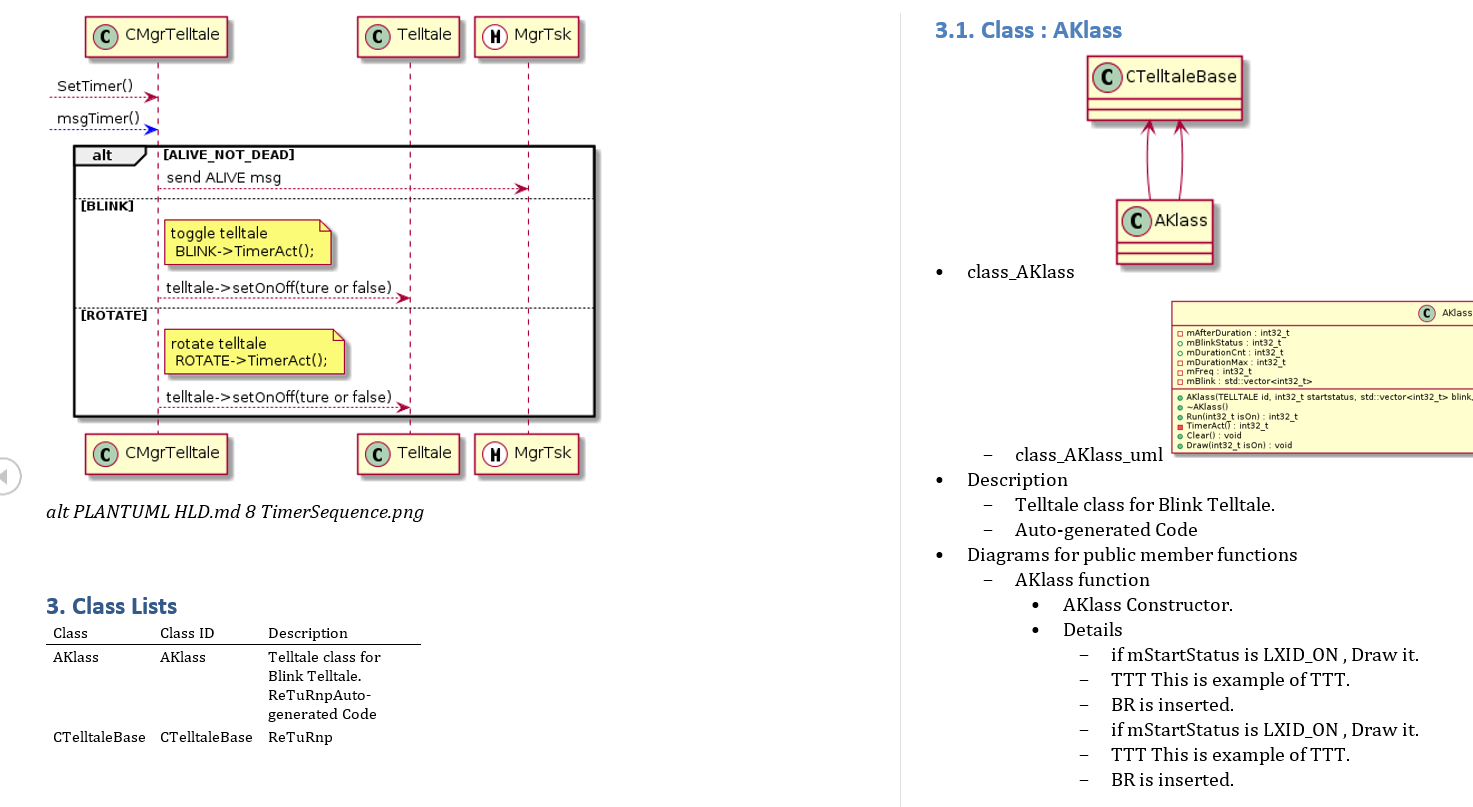 C CMgrTelltale
C Telltale
M MgrTsk
SetTimer()
msgTimer()
alt [ALIVE_NOT_DEAD]
send ALIVE msg
[BLINK]
toggle telltale
BLINK->TimerAct();
telltale->setOnOff(ture or false)
[ROTATE]
rotate telltale
ROTATE->TimerAct();
telltale->setOnOff(ture or false)
C CMgrTelltale
C Telltale
M MgrTsk
alt PLANTUML HLD.md 8 TimerSequence.png
3. Class Lists
Class Class ID Description
AKlass AKlass Telltale class for
Blink Telltale.
ReTuRnpAuto-
generated Code
CTelltaleBase CTelltaleBase ReTuRnp
3.1. Class : AKlass
C CTelltaleBase
C AKlass
• class_AKlass
C AKlass
mAfterDuration : int32_t
mBlinkStatus : int32_t
mDurationCnt : int32_t
mDurationMax : int32_t
mFreq : int32_t
mBlink : std::vector<int32_t>
AKlass(TELLTALE id, int32_t startstatus, std::vector<int32_t> blink,
~AKlass()
Run(int32_t isOn) : int32_t
TimerAct() : int32_t
Clear() : void
Draw(int32_t isOn) : void
– class_AKlass_uml
• Description
– Telltale class for Blink Telltale.
– Auto-generated Code
• Diagrams for public member functions
– AKlass function
• AKlass Constructor.
• Details
– if mStartStatus is LXID_ON , Draw it.
– TTT This is example of TTT.
– BR is inserted.
– if mStartStatus is LXID_ON , Draw it.
– TTT This is example of TTT.
– BR is inserted.